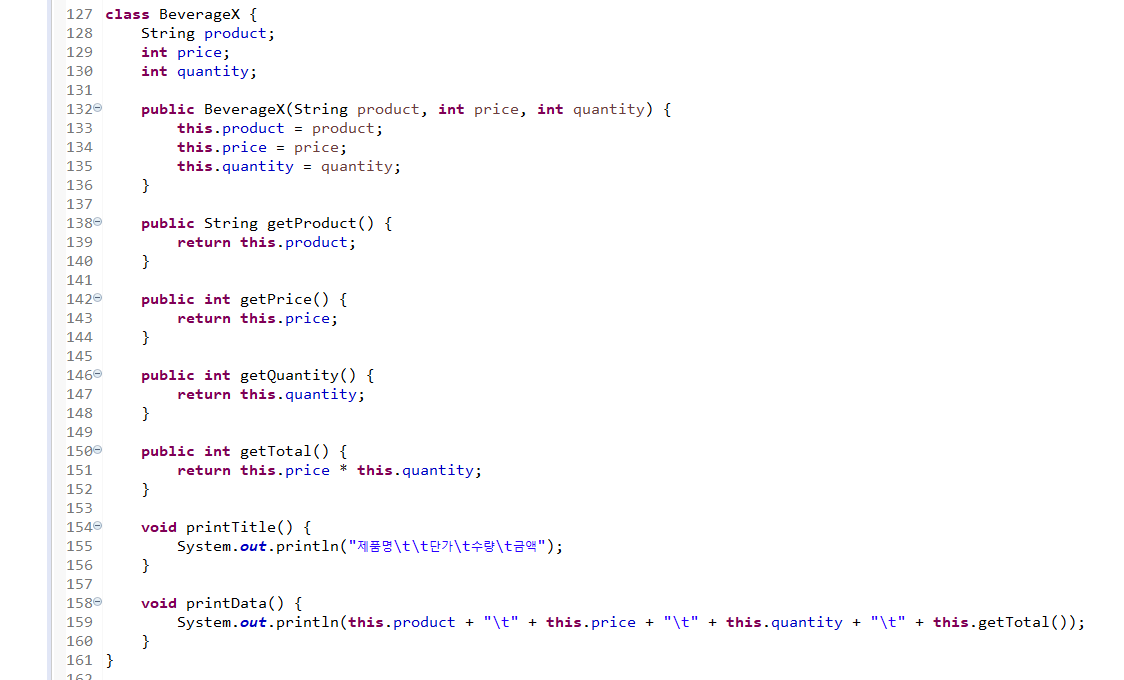 127 class BeverageX {
128     String product;
129     int price;
130     int quantity;
131
132     public BeverageX(String product, int price, int quantity) {
133         this.product = product;
134         this.price = price;
135         this.quantity = quantity;
136     }
137
138     public String getProduct() {
139         return this.product;
140     }
141
142     public int getPrice() {
143         return this.price;
144     }
145
146     public int getQuantity() {
147         return this.quantity;
148     }
149
150     public int getTotal() {
151         return this.price * this.quantity;
152     }
153
154     void printTitle() {
155         System.out.println("제품명\t\t단가\t수량\t금액");
156     }
157
158     void printData() {
159         System.out.println(this.product + "\t" + this.price + "\t" + this.quantity + "\t" + this.getTotal());
160     }
161 }
162